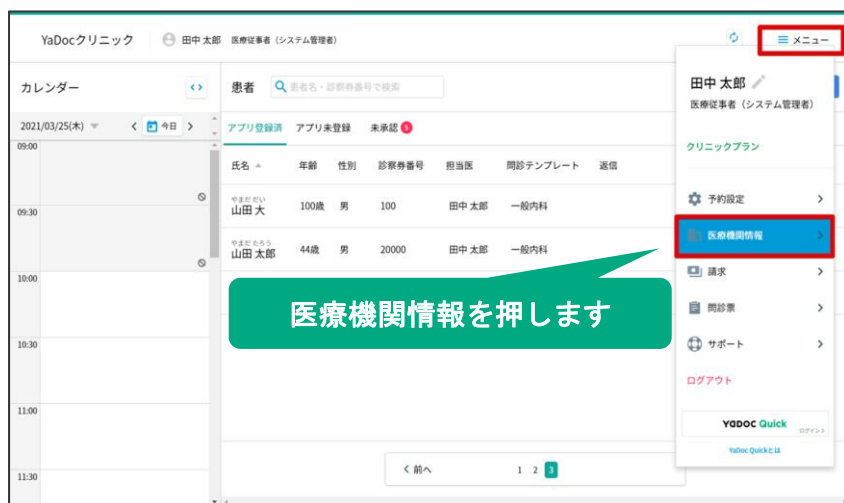 YaDocクリニック 田中 太郎 医療従事者 (システム管理者) メニュー
カレンダー
患者 患者名・診察券番号で検索
田中 太郎
医療従事者 (システム管理者)
2021/03/25(木) 今日
アプリ登録済 アプリ未登録 未承認 5
クリニックプラン
09:00
氏名 年齢 性別 診察券番号 担当医 問診テンプレート 返信
やまだ だい
山田 大 100歳 男 100 田中 太郎 一般内科
予約設定
09:30
医療機関情報
やまだ たろう
山田 太郎 44歳 男 20000 田中 太郎 一般内科
請求
10:00
医療機関情報を押します
問診票
10:30
サポート
ログアウト
11:00
YaDOC Quick
ログイン >
YaDoc Quickとは
11:30
前へ 1 2 3